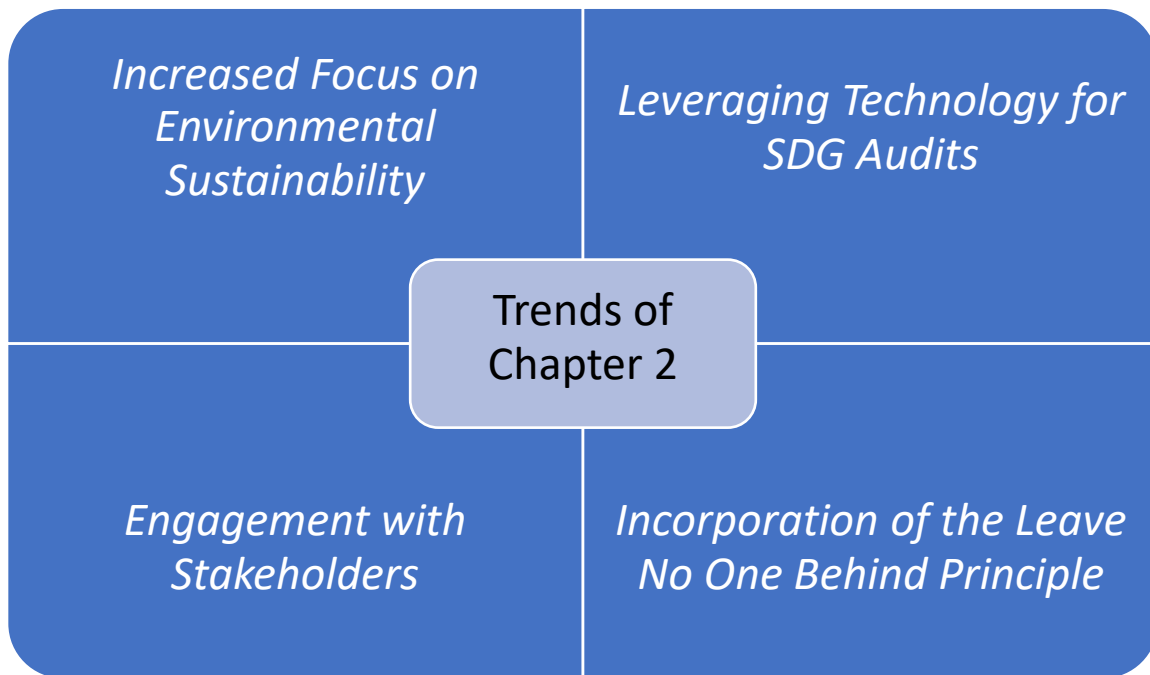 Increased Focus on
Environmental
Sustainability
Leveraging Technology for
SDG Audits
Trends of
Chapter 2
Engagement with
Stakeholders
Incorporation of the Leave
No One Behind Principle